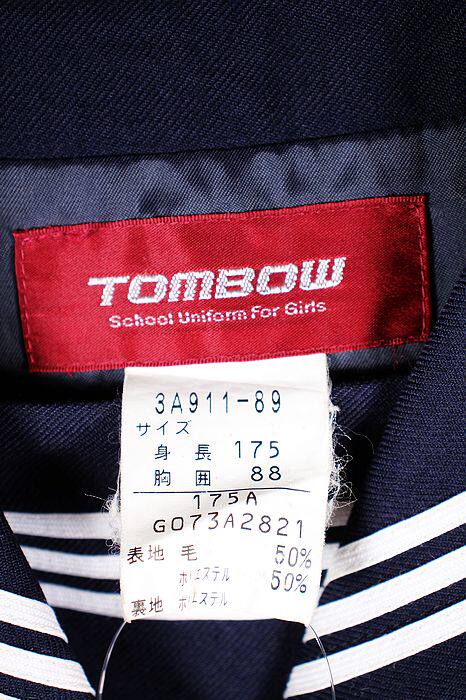 TOMBOW
School Uniform For Girls
3A911-89
サイズ
身長 175
胸囲 88
175A
G073A2821
表地 毛 50%
ポリエステル 50%
裏地 ポリエステル